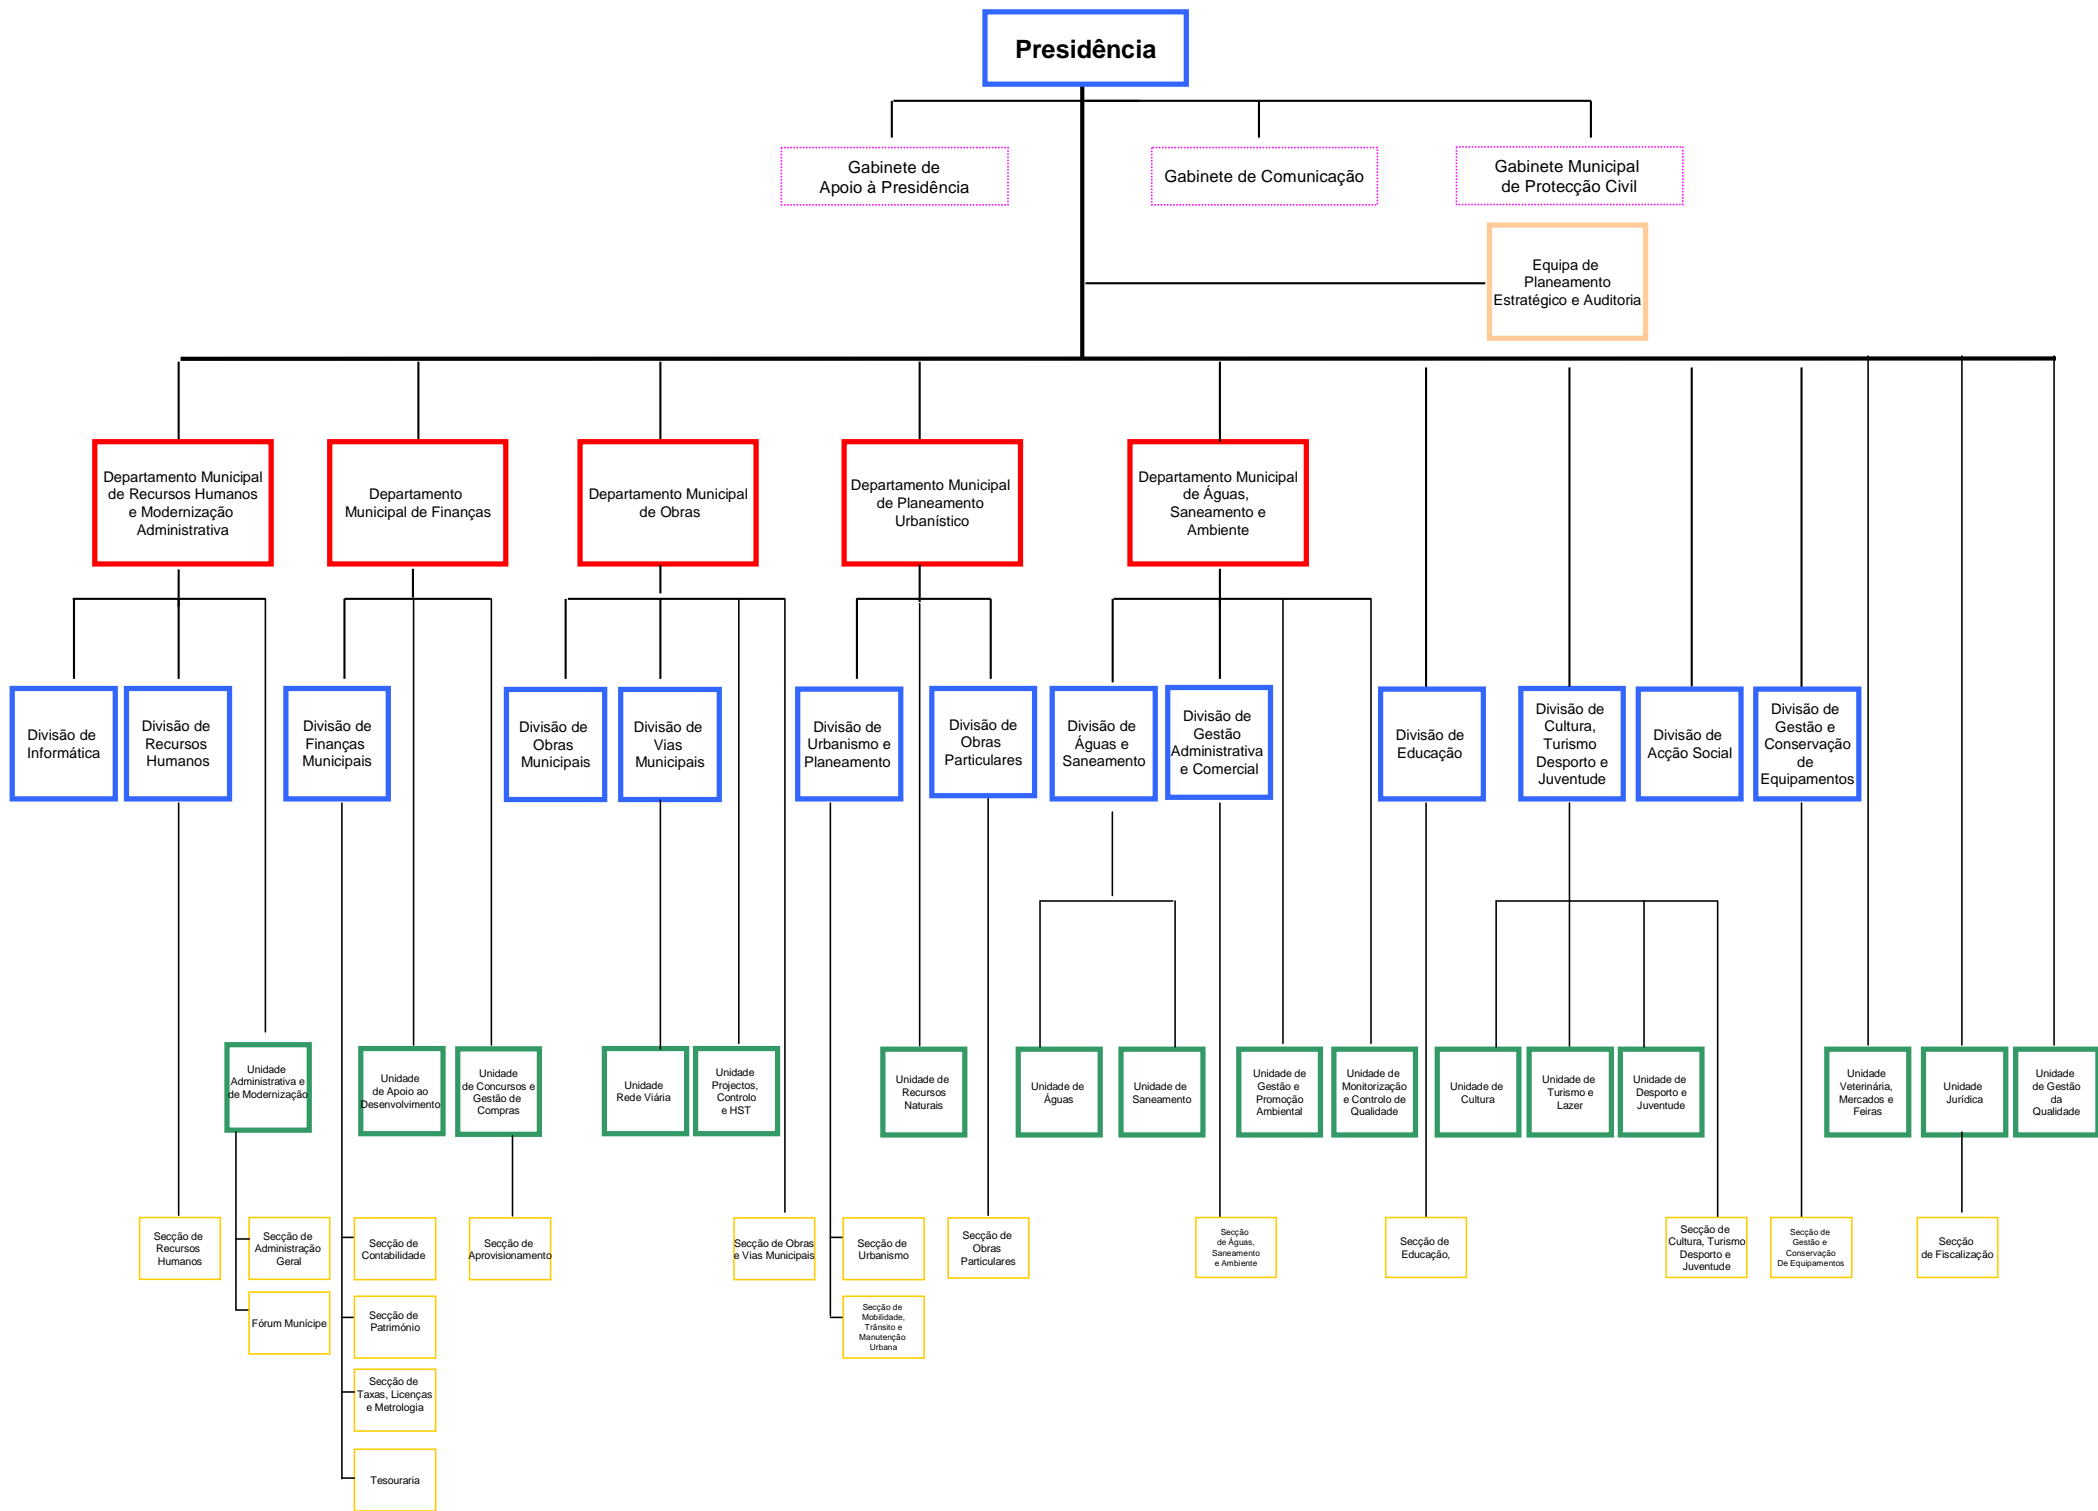 Presidência
Gabinete de
Apoio à Presidência
Gabinete de Comunicação
Gabinete Municipal
de Protecção Civil
Equipa de
Planeamento
Estratégico e Auditoria
Departamento Municipal
de Recursos Humanos
e Modernização
Administrativa
Departamento
Municipal de Finanças
Departamento Municipal
de Obras
Departamento Municipal
de Planeamento
Urbanístico
Departamento Municipal
de Águas,
Saneamento e
Ambiente
Divisão de
Informática
Divisão de
Recursos
Humanos
Divisão de
Finanças
Municipais
Divisão de
Obras
Municipais
Divisão de
Vias
Municipais
Divisão de
Urbanismo e
Planeamento
Divisão de
Obras
Particulares
Divisão de
Águas e
Saneamento
Divisão de
Gestão
Administrativa
e Comercial
Divisão de
Educação
Divisão de
Cultura,
Turismo
Desporto e
Juventude
Divisão de
Acção Social
Divisão de
Gestão e
Conservação
de
Equipamentos
Unidade
Administrativa e
de Modernização
Unidade
de Apoio ao
Desenvolvimento
Unidade
de Concursos e
Gestão de
Compras
Unidade
Rede Viária
Unidade
Projectos,
Controlo
e HST
Unidade de
Recursos
Naturais
Unidade de
Águas
Unidade de
Saneamento
Unidade de
Gestão e
Promoção
Ambiental
Unidade de
Monitorização
e Controlo de
Qualidade
Unidade de
Cultura
Unidade de
Turismo e
Lazer
Unidade de
Desporto e
Juventude
Unidade
Veterinária,
Mercados e
Feiras
Unidade
Jurídica
Unidade
de Gestão
da
Qualidade
Secção de
Recursos
Humanos
Secção de
Administração
Geral
Secção de
Contabilidade
Secção de
Aprovisionamento
Secção de Obras
e Vias Municipais
Secção de
Urbanismo
Secção de
Obras
Particulares
Secção
de Águas,
Saneamento
e Ambiente
Secção de
Educação,
Secção de
Cultura, Turismo
Desporto e
Juventude
Secção de
Gestão e
Conservação
De Equipamentos
Secção
de Fiscalização
Fórum Munícipe
Secção de
Património
Secção de
Mobilidade,
Trânsito e
Manutenção
Urbana
Secção de
Taxas, Licenças
e Metrologia
Tesouraria